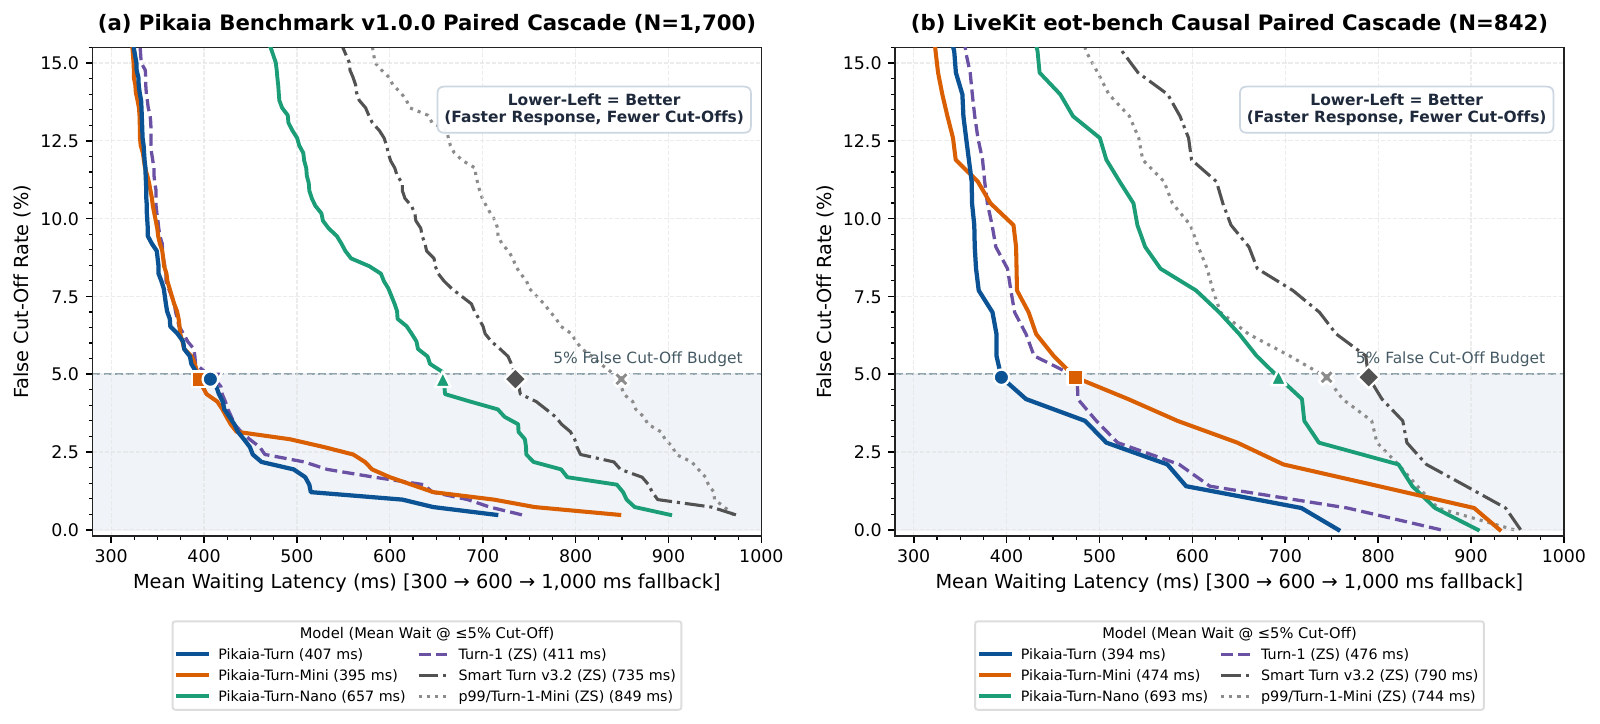 (a) Pikaia Benchmark v1.0.0 Paired Cascade (N=1,700)
Lower-Left = Better
(Faster Response, Fewer Cut-Offs)
5% False Cut-Off Budget
False Cut-Off Rate (%)
15.0
12.5
10.0
7.5
5.0
2.5
0.0
300 400 500 600 700 800 900 1000
Mean Waiting Latency (ms) [300 → 600 → 1,000 ms fallback]
Model (Mean Wait @ ≤5% Cut-Off)
Pikaia-Turn (407 ms) Turn-1 (ZS) (411 ms)
Pikaia-Turn-Mini (395 ms) Smart Turn v3.2 (ZS) (735 ms)
Pikaia-Turn-Nano (657 ms) p99/Turn-1-Mini (ZS) (849 ms)
(b) LiveKit eot-bench Causal Paired Cascade (N=842)
Lower-Left = Better
(Faster Response, Fewer Cut-Offs)
5% False Cut-Off Budget
False Cut-Off Rate (%)
15.0
12.5
10.0
7.5
5.0
2.5
0.0
300 400 500 600 700 800 900 1000
Mean Waiting Latency (ms) [300 → 600 → 1,000 ms fallback]
Model (Mean Wait @ ≤5% Cut-Off)
Pikaia-Turn (394 ms) Turn-1 (ZS) (476 ms)
Pikaia-Turn-Mini (474 ms) Smart Turn v3.2 (ZS) (790 ms)
Pikaia-Turn-Nano (693 ms) p99/Turn-1-Mini (ZS) (744 ms)